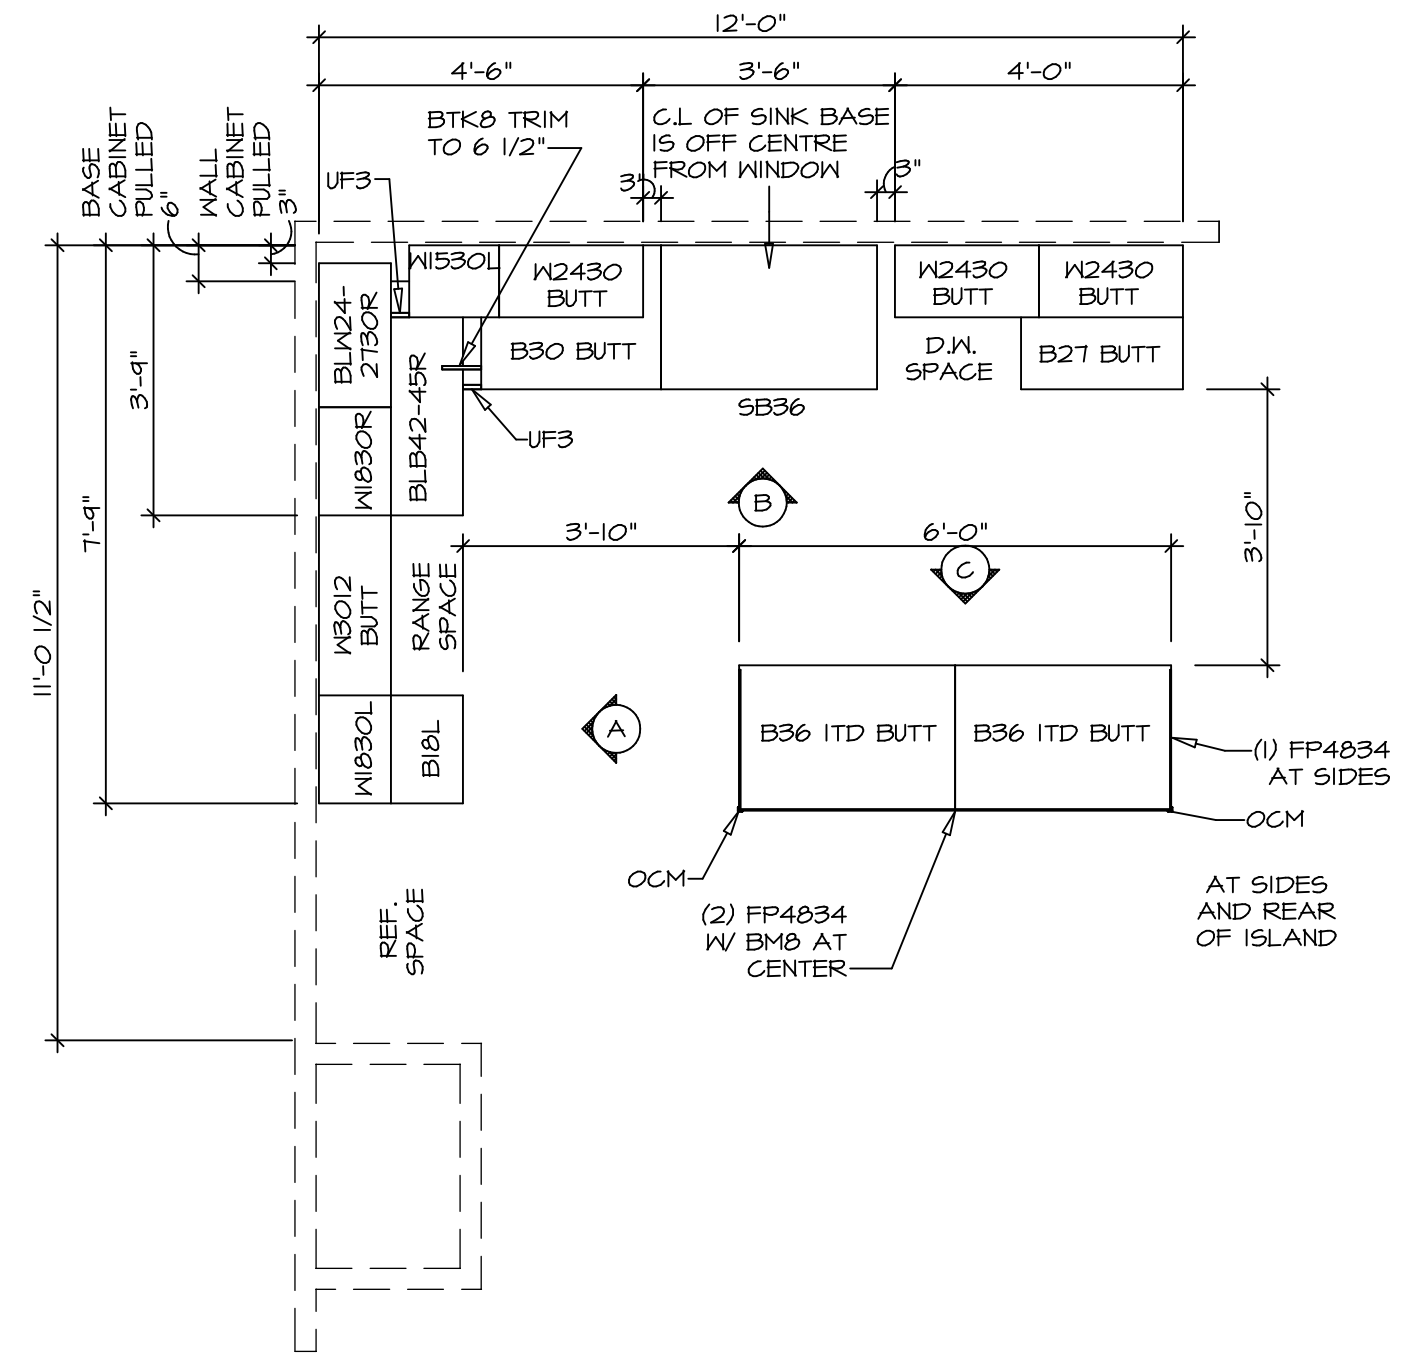 12'-0"
4'-6"
3'-6"
4'-0"
BTK8 TRIM
TO 6 1/2"
C.L OF SINK BASE
IS OFF CENTRE
FROM WINDOW
3"
3"
BASE
CABINET
PULLED
6"
WALL
CABINET
PULLED
3"
UF3
W1530L
W2430
BUTT
W2430
BUTT
W2430
BUTT
BLW24-
2730R
B30 BUTT
D.W.
SPACE
B27 BUTT
SB36
UF3
BLB42-45R
W1830R
3'-9"
7'-9"
11'-0 1/2"
B
3'-10"
6'-0"
3'-10"
C
W3012
BUTT
RANGE
SPACE
A
W1830L
B18L
B36 1TD BUTT
B36 1TD BUTT
(1) FP4834
AT SIDES
OCM
OCM
(2) FP4834
W/ BM8 AT
CENTER
AT SIDES
AND REAR
OF ISLAND
REF.
SPACE